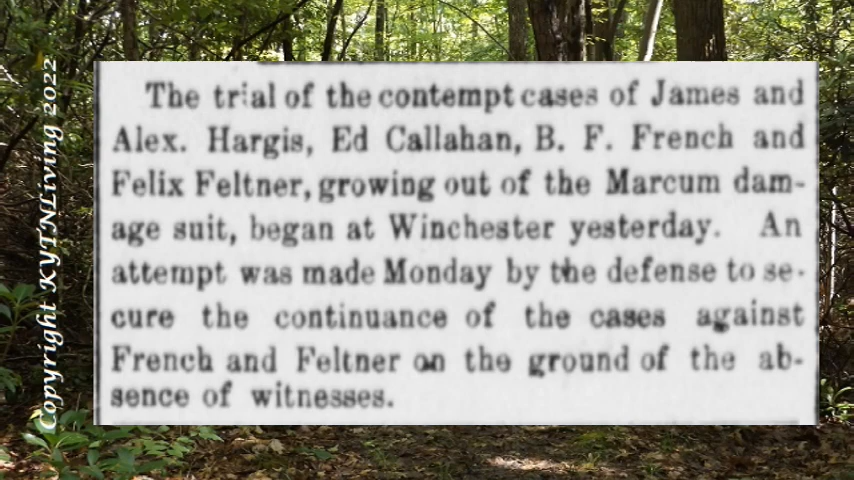 The trial of the contempt cases of James and
Alex. Hargis, Ed Callahan, B. F. French and
Felix Feltner, growing out of the Marcum dam-
age suit, began at Winchester yesterday. An
attempt was made Monday by the defense to se-
cure the continuance of the cases against
French and Feltner on the ground of the ab-
sence of witnesses.
Copyright KYTNLiving 2022